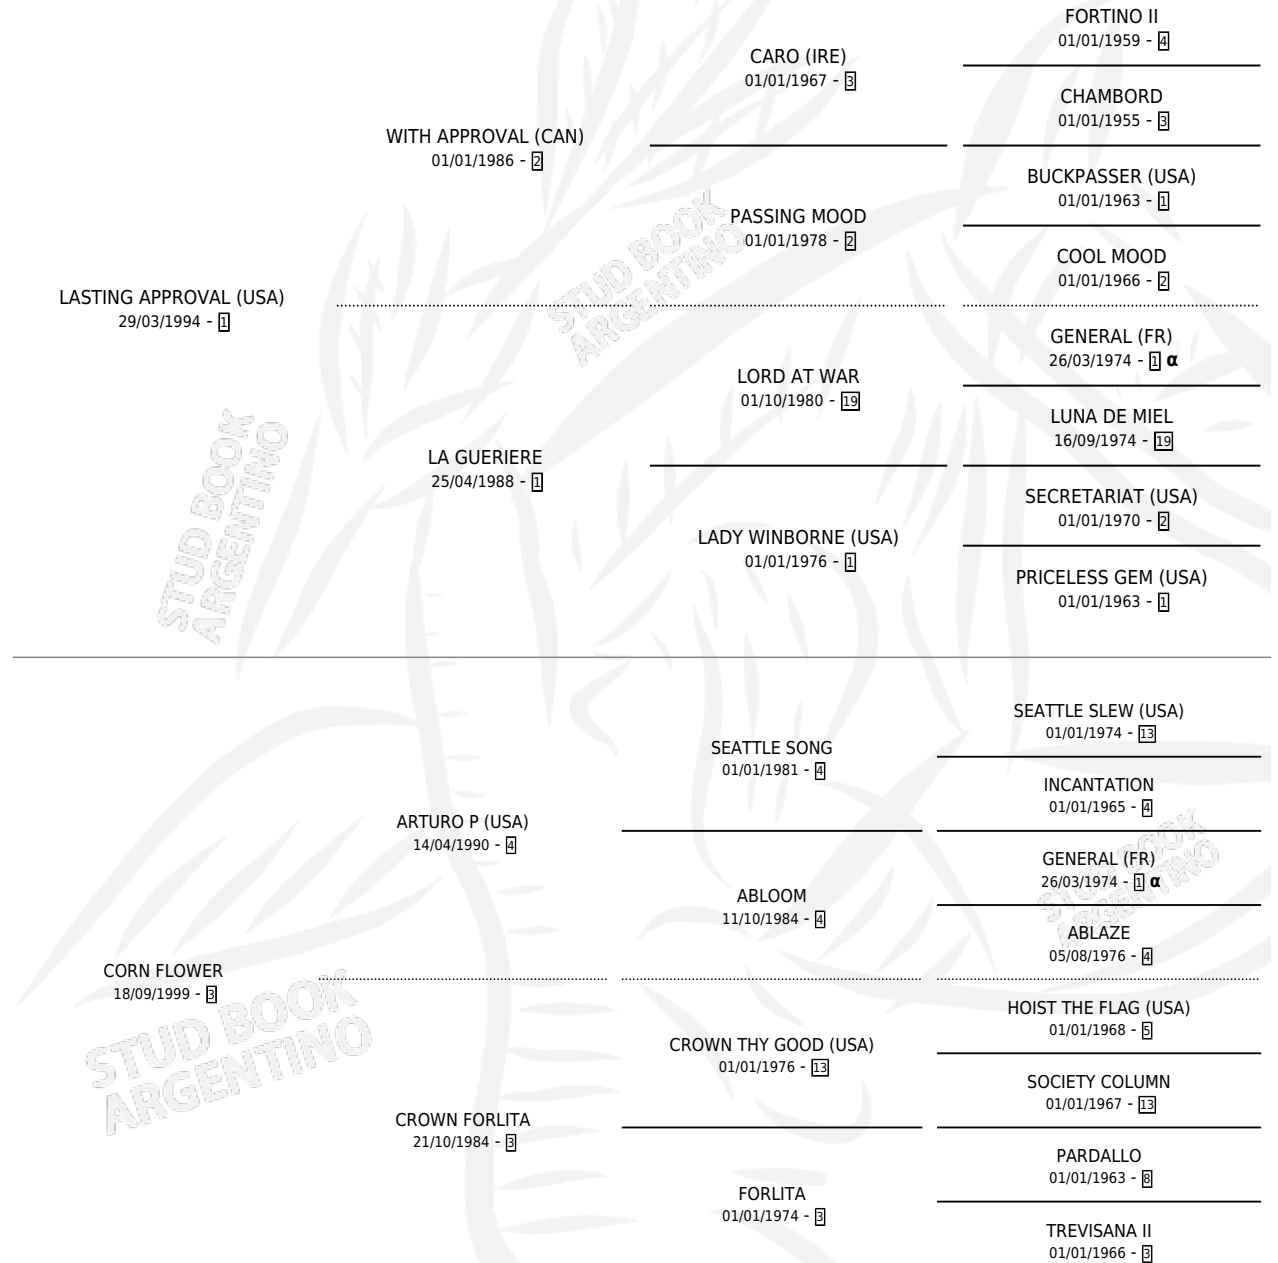 FORTINO II
01/01/1959 - 4
CARO (IRE)
01/01/1967 - 3
CHAMBORD
01/01/1955 - 3
WITH APPROVAL (CAN)
01/01/1986 - 2
BUCKPASSER (USA)
01/01/1963 - 1
PASSING MOOD
01/01/1978 - 2
COOL MOOD
01/01/1966 - 2
LASTING APPROVAL (USA)
29/03/1994 - 1
GENERAL (FR)
26/03/1974 - 1 α
LORD AT WAR
01/10/1980 - 19
LUNA DE MIEL
16/09/1974 - 19
LA GUERIERE
25/04/1988 - 1
SECRETARIAT (USA)
01/01/1970 - 2
LADY WINBORNE (USA)
01/01/1976 - 1
PRICELESS GEM (USA)
01/01/1963 - 1
SEATTLE SLEW (USA)
01/01/1974 - 13
SEATTLE SONG
01/01/1981 - 4
INCANTATION
01/01/1965 - 4
ARTURO P (USA)
14/04/1990 - 4
GENERAL (FR)
26/03/1974 - 1 α
ABLOOM
11/10/1984 - 4
ABLAZE
05/08/1976 - 4
CORN FLOWER
18/09/1999 - 3
HOIST THE FLAG (USA)
01/01/1968 - 5
CROWN THY GOOD (USA)
01/01/1976 - 13
SOCIETY COLUMN
01/01/1967 - 13
CROWN FORLITA
21/10/1984 - 3
PARDALLO
01/01/1963 - 8
FORLITA
01/01/1974 - 3
TREVISANA II
01/01/1966 - 3
STUD BOOK
ARGENTINO
STUD BOOK
ARGENTINO
STUD BOOK
ARGENTINO
STUD BOOK
ARGENTINO